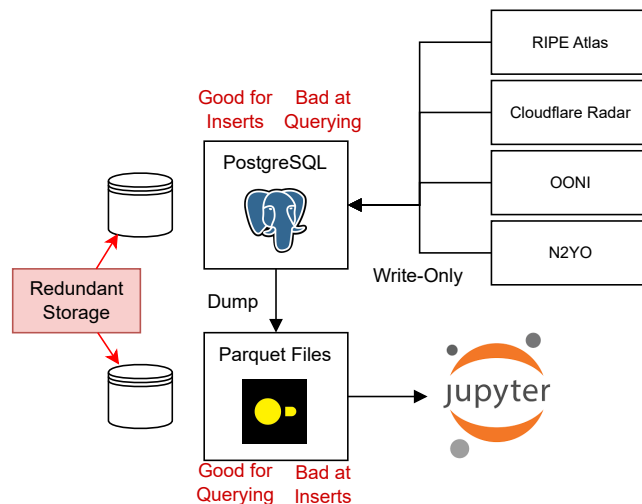 RIPE Atlas
Cloudflare Radar
OONI
N2YO
Good for
Inserts
Bad at
Querying
PostgreSQL
Write-Only
Redundant
Storage
Dump
Parquet Files
jupyter
Good for
Querying
Bad at
Inserts